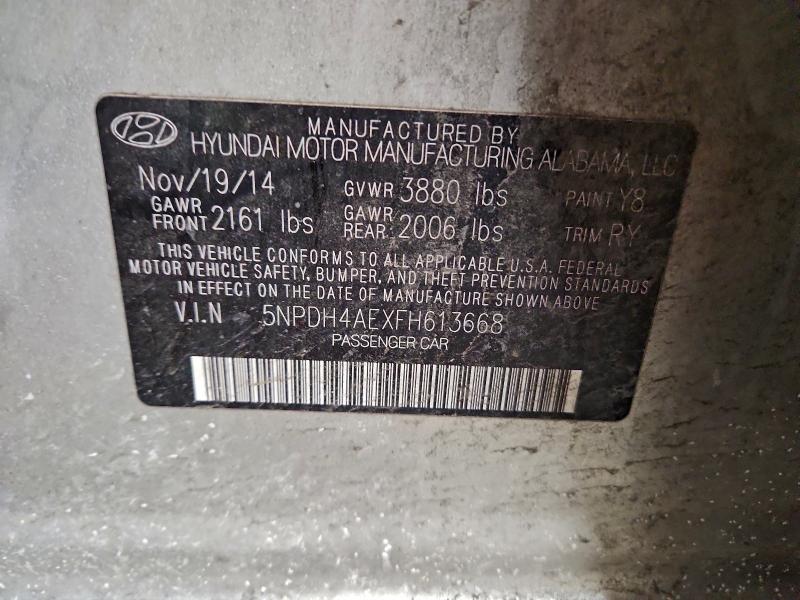 MANUFACTURED BY
HYUNDAI MOTOR MANUFACTURING ALABAMA, LLC
Nov/19/14 GVWR 3880 lbs PAINT Y8
GAWR FRONT 2161 lbs GAWR REAR: 2006 lbs TRIM RY
THIS VEHICLE CONFORMS TO ALL APPLICABLE U.S.A. FEDERAL
MOTOR VEHICLE SAFETY, BUMPER, AND THEFT PREVENTION STANDARDS
IN EFFECT ON THE DATE OF MANUFACTURE SHOWN ABOVE
V.I.N 5NPDH4AEXFH613668
PASSENGER CAR